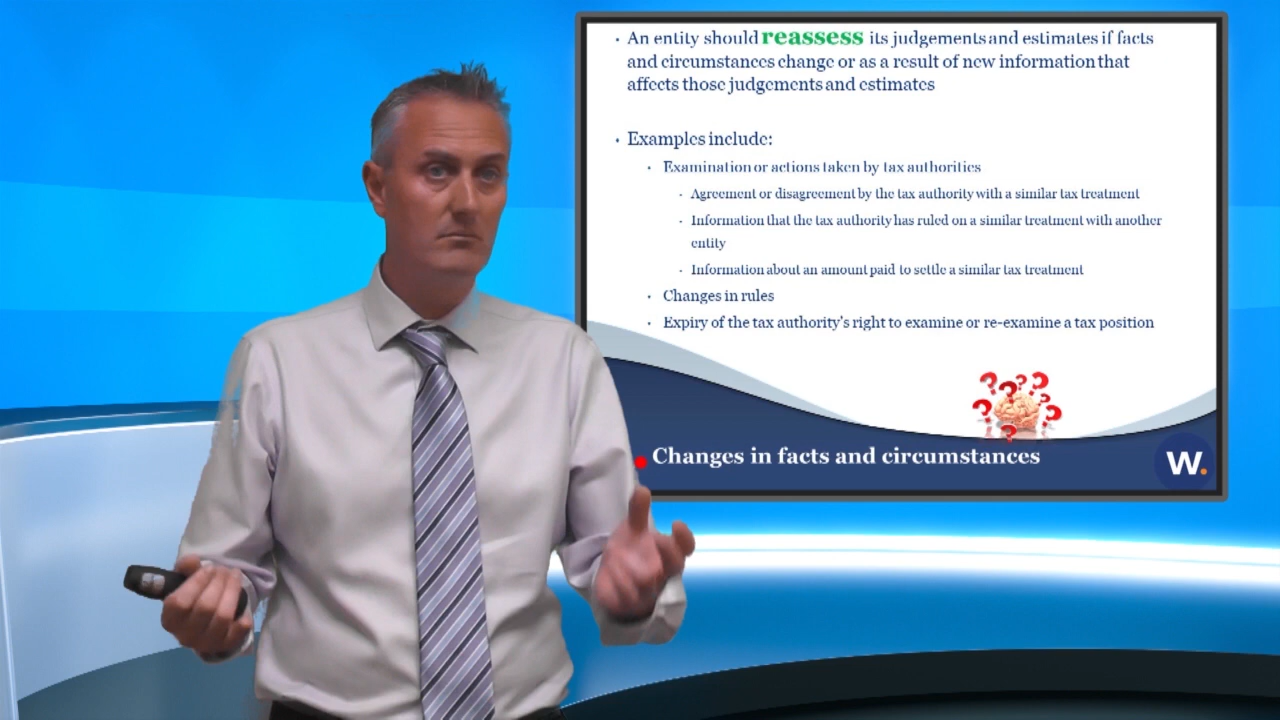 An entity should reassess its judgements and estimates if facts
and circumstances change or as a result of new information that
affects those judgements and estimates
Examples include:
Examination or actions taken by tax authorities
Agreement or disagreement by the tax authority with a similar tax treatment
Information that the tax authority has ruled on a similar treatment with another
entity
Information about an amount paid to settle a similar tax treatment
Changes in rules
Expiry of the tax authority's right to examine or re-examine a tax position
Changes in facts and circumstances
W.